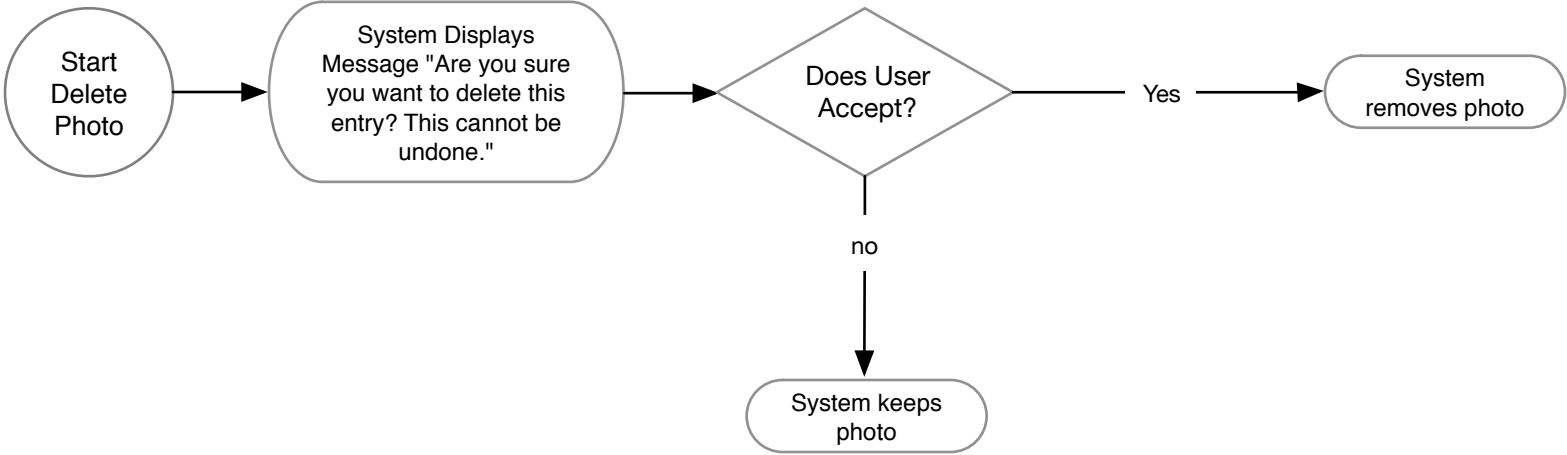 Start
Delete
Photo
System Displays
Message "Are you sure
you want to delete this
entry? This cannot be
undone."
Does User
Accept?
Yes
System
removes photo
no
System keeps
photo